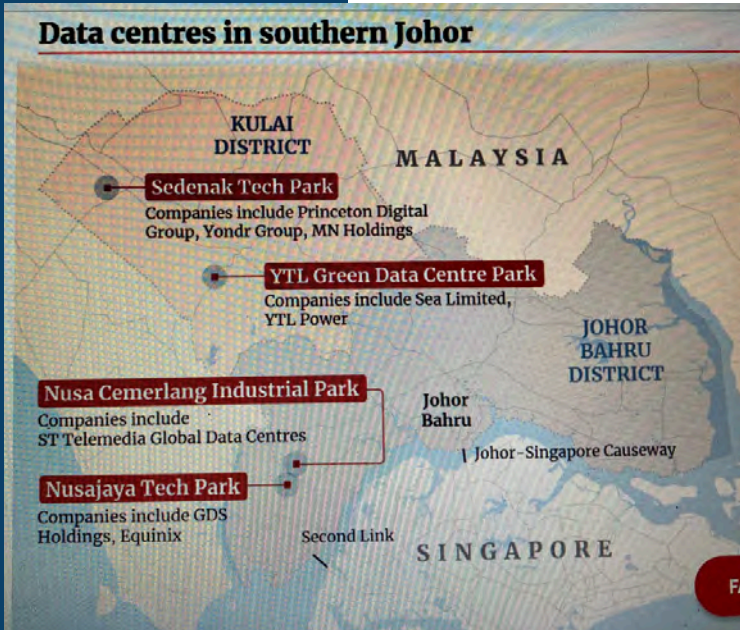 Data centres in southern Johor
KULAI
DISTRICT
MALAYSIA
Sedenak Tech Park
Companies include Princeton Digital
Group, Yondr Group, MN Holdings
YTL Green Data Centre Park
Companies include Sea Limited,
YTL Power
JOHOR
BAHRU
DISTRICT
Nusa Cemerlang Industrial Park
Companies include
ST Telemedia Global Data Centres
Johor
Bahru
Johor-Singapore Causeway
Nusajaya Tech Park
Companies include GDS
Holdings, Equinix
Second Link
SINGAPORE